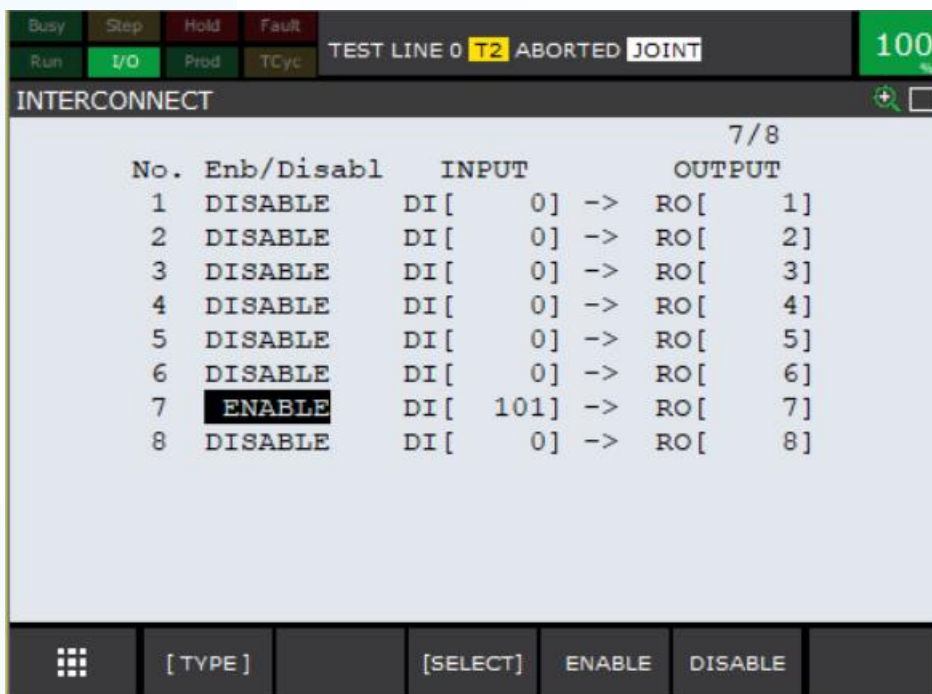 Busy Step Hold Fault
TEST LINE 0 T2 ABORTED JOINT
100
%
Run I/O Prod TCyc
INTERCONNECT
7/8
No. Enb/Disabl INPUT OUTPUT
1 DISABLE DI[ 0] -> RO[ 1]
2 DISABLE DI[ 0] -> RO[ 2]
3 DISABLE DI[ 0] -> RO[ 3]
4 DISABLE DI[ 0] -> RO[ 4]
5 DISABLE DI[ 0] -> RO[ 5]
6 DISABLE DI[ 0] -> RO[ 6]
7 ENABLE DI[ 101] -> RO[ 7]
8 DISABLE DI[ 0] -> RO[ 8]
[ TYPE ] [SELECT] ENABLE DISABLE